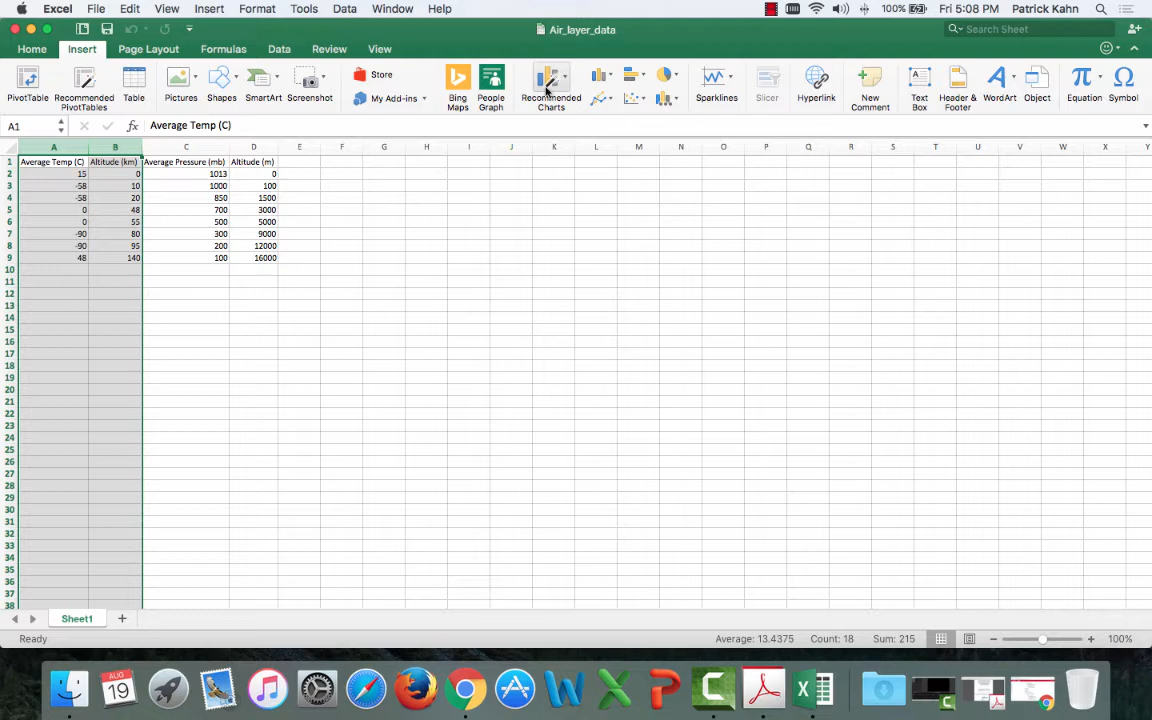 Excel File Edit View Insert Format Tools Data Window Help 100% Fri 5:08 PM Patrick Kahn
Air_layer_data Search Sheet
Home Insert Page Layout Formulas Data Review View
Store
My Add-ins
PivotTable Recommended PivotTables Table Pictures Shapes SmartArt Screenshot Bing Maps People Graph Recommended Charts Sparklines Slicer Hyperlink New Comment Text Box Header & Footer WordArt Object Equation Symbol
A1 fx Average Temp (C)
A B C D E F G H I J K L M N O P Q R S T U V W X Y
1 Average Temp (C) Altitude (km) Average Pressure (mb) Altitude (m)
2 15 0 1013 0
3 -58 10 1000 100
4 -58 20 850 1500
5 0 48 700 3000
6 0 55 500 5000
7 -90 80 300 9000
8 -90 95 200 12000
9 48 140 100 16000
10
11
12
13
14
15
16
17
18
19
20
21
22
23
24
25
26
27
28
29
30
31
32
33
34
35
36
37
38
Sheet1
Ready Average: 13.4375 Count: 18 Sum: 215 100%
AUG
19